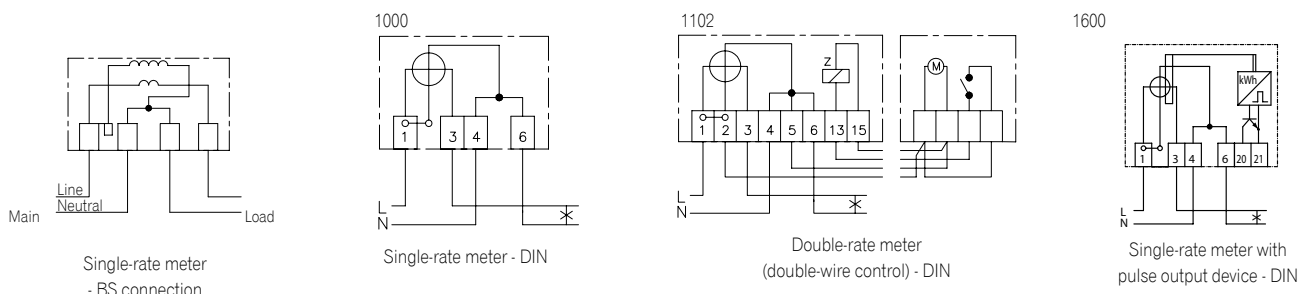 1000
1102
1600
Z
M
kWh
1 3 4 6
1 2 3 4 5 6 13 15
1 3 4 6 20 21
Line
Neutral
Main
Load
L
N
L
N
L
N
Single-rate meter
- BS connection
Single-rate meter - DIN
Double-rate meter
(double-wire control) - DIN
Single-rate meter with
pulse output device - DIN